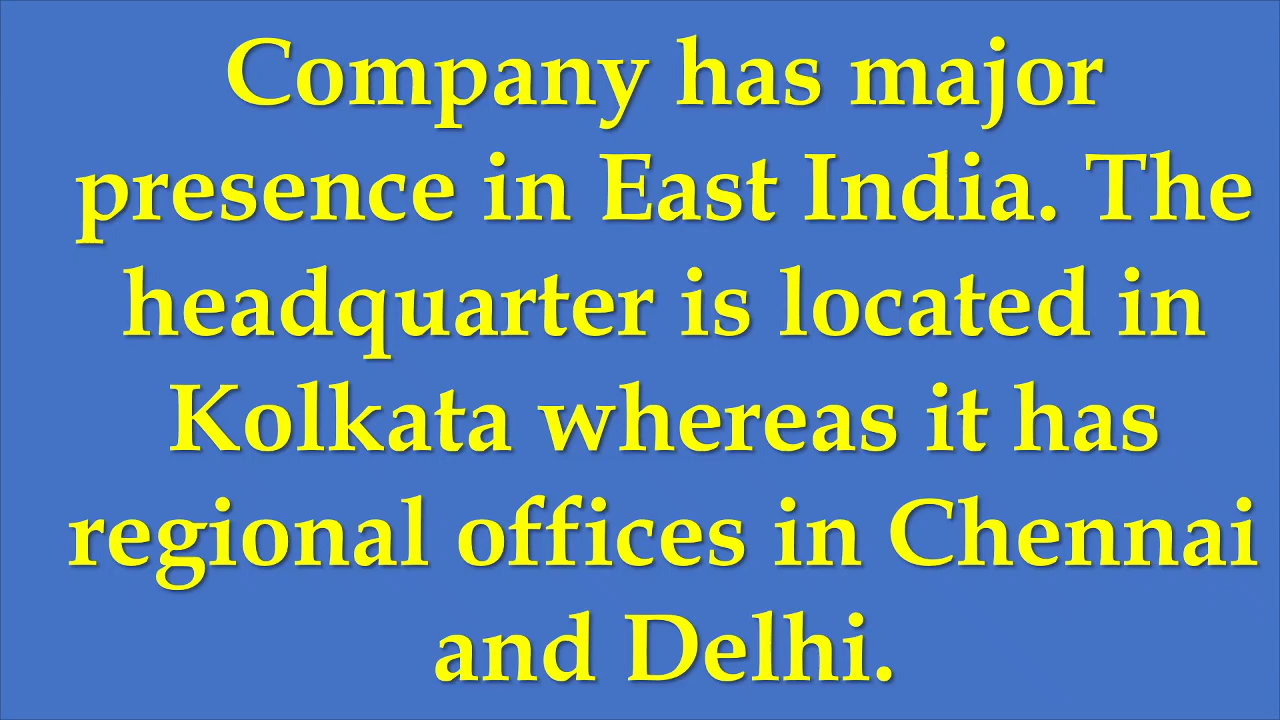 Company has major
presence in East India. The
headquarter is located in
Kolkata whereas it has
regional offices in Chennai
and Delhi.